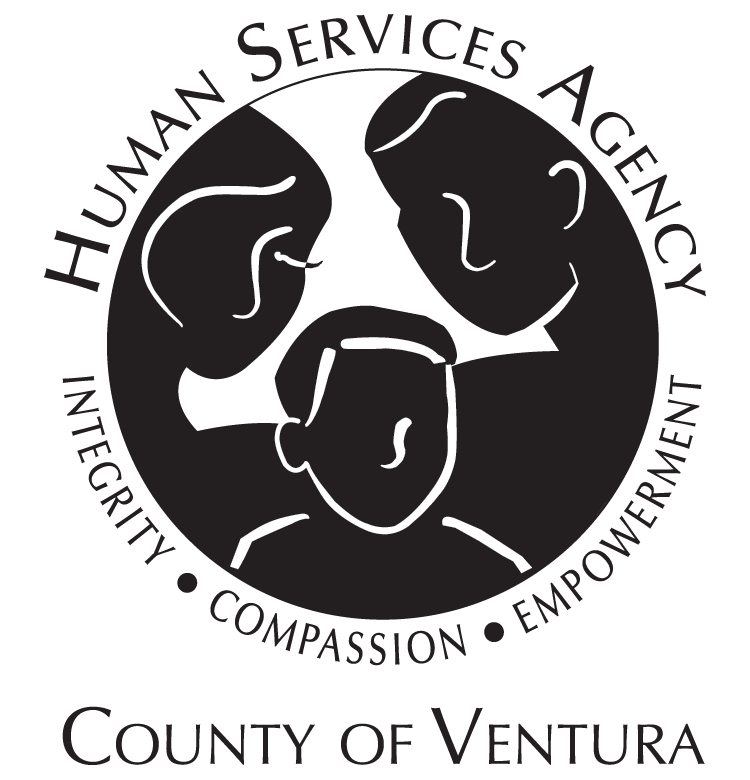 HUMAN SERVICES AGENCY
INTEGRITY • COMPASSION • EMPOWERMENT
COUNTY OF VENTURA